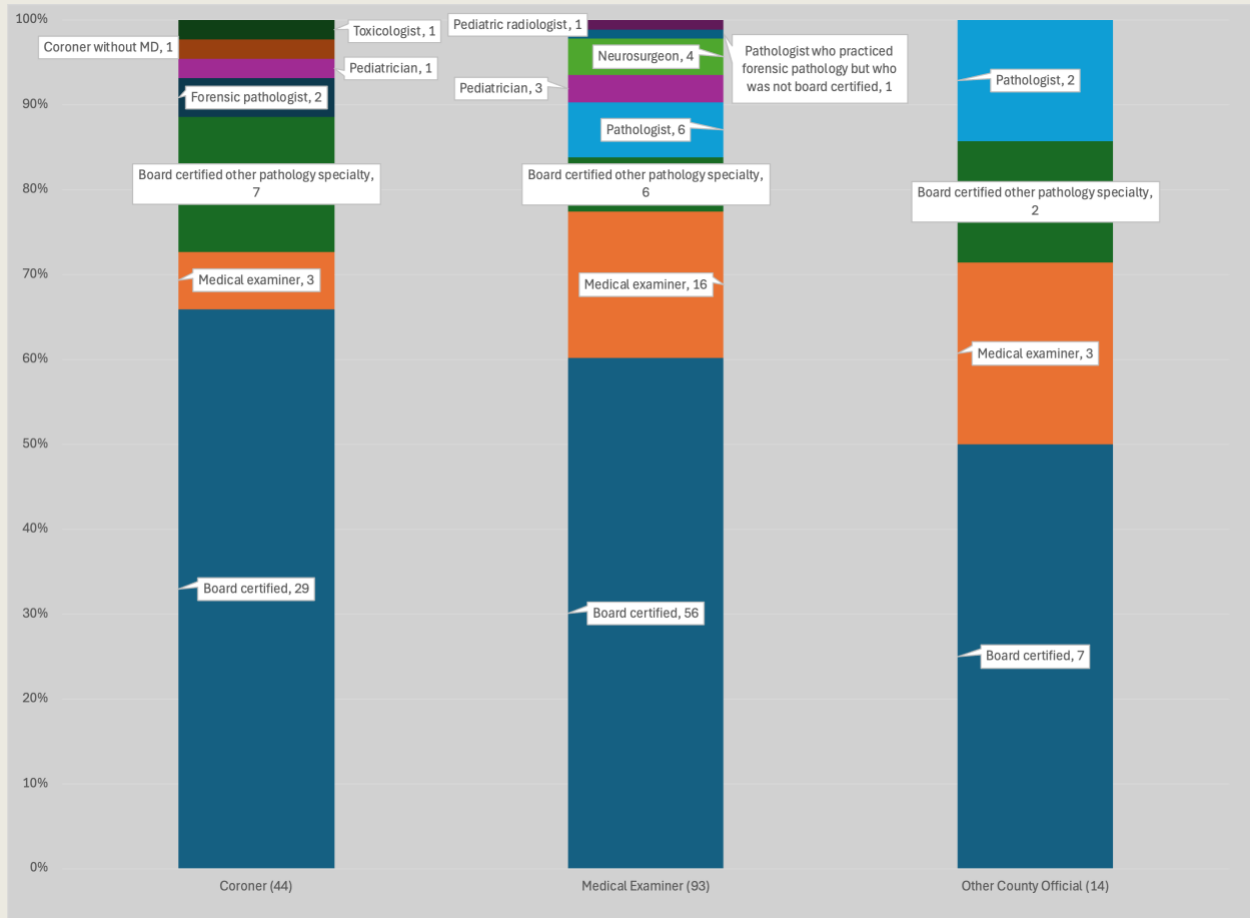 100%
90%
80%
70%
60%
50%
40%
30%
20%
10%
0%
Toxicologist, 1
Coroner without MD, 1
Pediatrician, 1
Forensic pathologist, 2
Board certified other pathology specialty,
7
Medical examiner, 3
Board certified, 29
Coroner (44)
Pediatric radiologist, 1
Pathologist who practiced
forensic pathology but who
was not board certified, 1
Neurosurgeon, 4
Pediatrician, 3
Pathologist, 6
Board certified other pathology specialty,
6
Medical examiner, 16
Board certified, 56
Medical Examiner (93)
Pathologist, 2
Board certified other pathology specialty,
2
Medical examiner, 3
Board certified, 7
Other County Official (14)